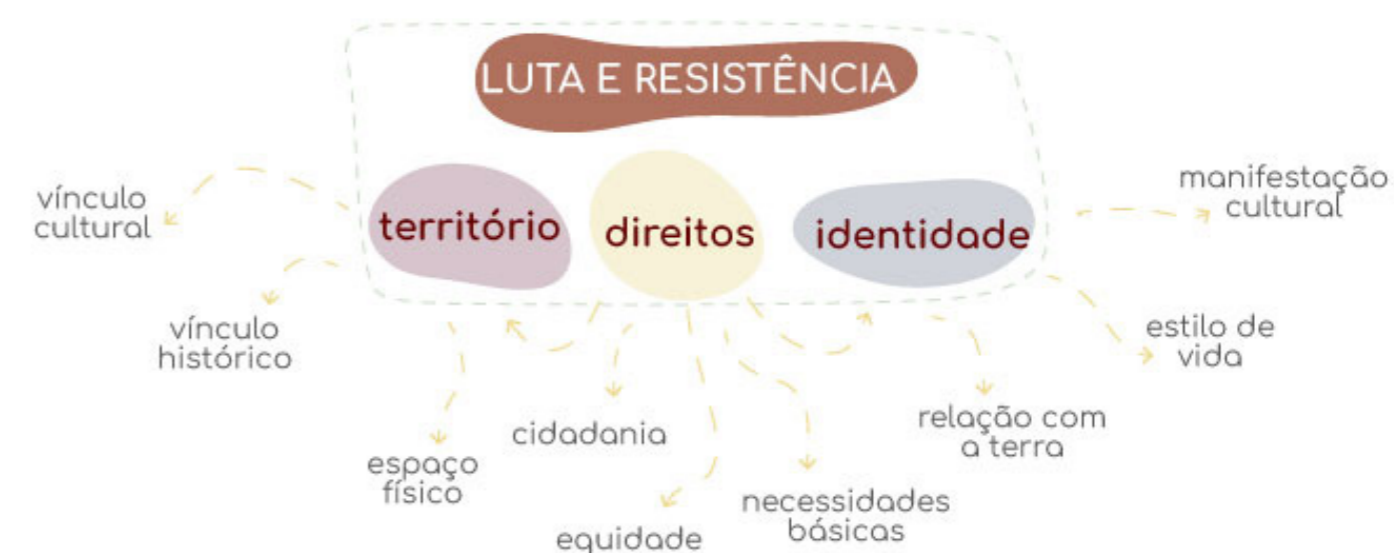 LUTA E RESISTÊNCIA
território
direitos
identidade
vínculo
cultural
vínculo
histórico
espaço
físico
cidadania
equidade
necessidades
básicas
relação com
a terra
estilo de
vida
manifestação
cultural